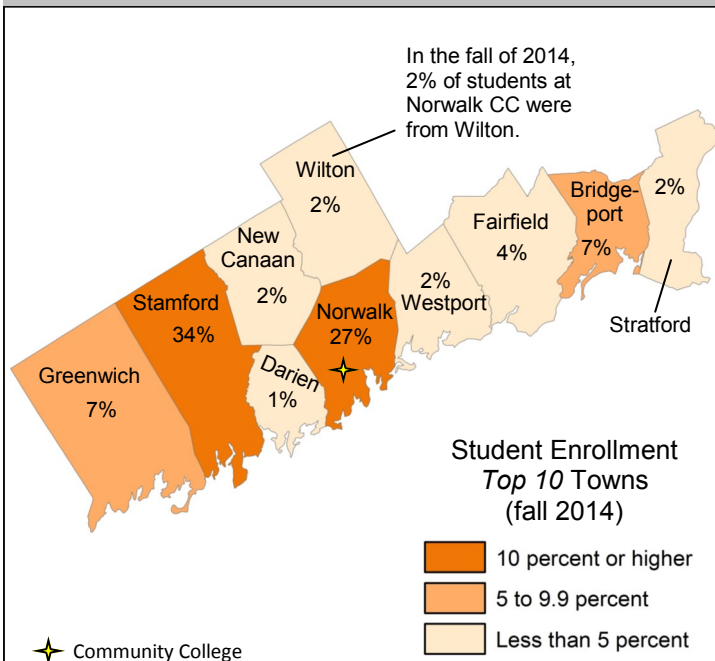 In the fall of 2014,
2% of students at
Norwalk CC were
from Wilton.
Wilton
2%
New
Canaan
2%
Stamford
34%
Greenwich
7%
Darien
1%
Norwalk
27%
2%
Westport
Fairfield
4%
Bridge-
port
7%
2%
Stratford
Student Enrollment
Top 10 Towns
(fall 2014)
10 percent or higher
5 to 9.9 percent
Less than 5 percent
Community College